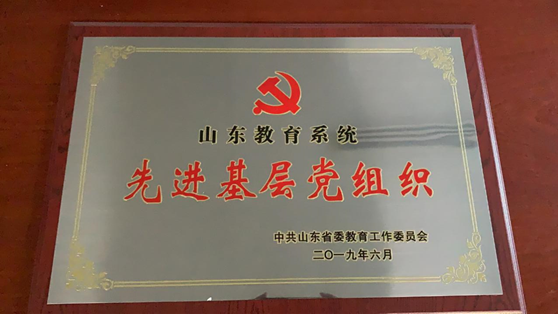 山东教育系统
先进基层党组织
中共山东省委教育工作委员会
二〇一九年六月